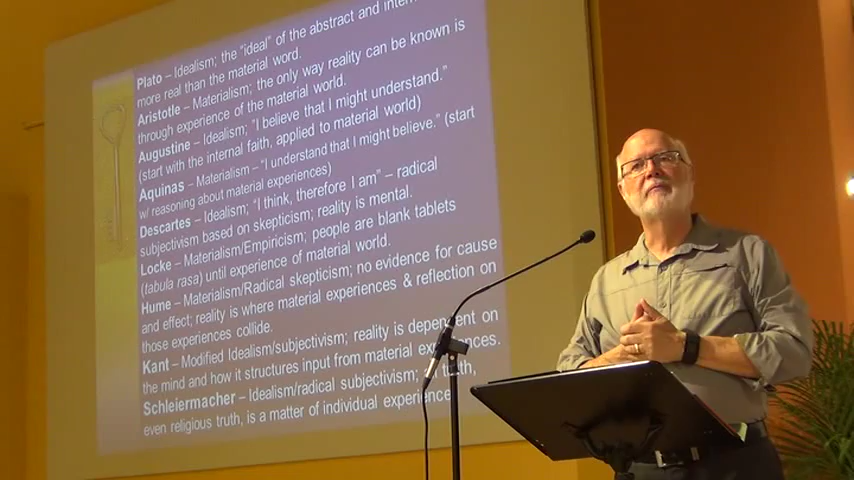 Plato – Idealism; the "ideal" of the abstract and
more real than the material word.
Aristotle – Materialism; the only way reality can be known is
through experience of the material world.
Augustine – Idealism; "I believe that I might understand."
(start with the internal faith, applied to material world)
Aquinas – Materialism – "I understand that I might believe." (start
w/ reasoning about material experiences)
Descartes – Idealism; "I think, therefore I am" – radical
subjectivism based on skepticism; reality is mental.
Locke – Materialism/Empiricism; people are blank tablets
(tabula rasa) until experience of material world.
Hume – Materialism/Radical skepticism; no evidence for cause
and effect; reality is where material experiences & reflection on
those experiences collide.
Kant – Modified Idealism/subjectivism; reality is dependent on
the mind and how it structures input from material experiences.
Schleiermacher – Idealism/radical subjectivism; all truth,
even religious truth, is a matter of individual experience